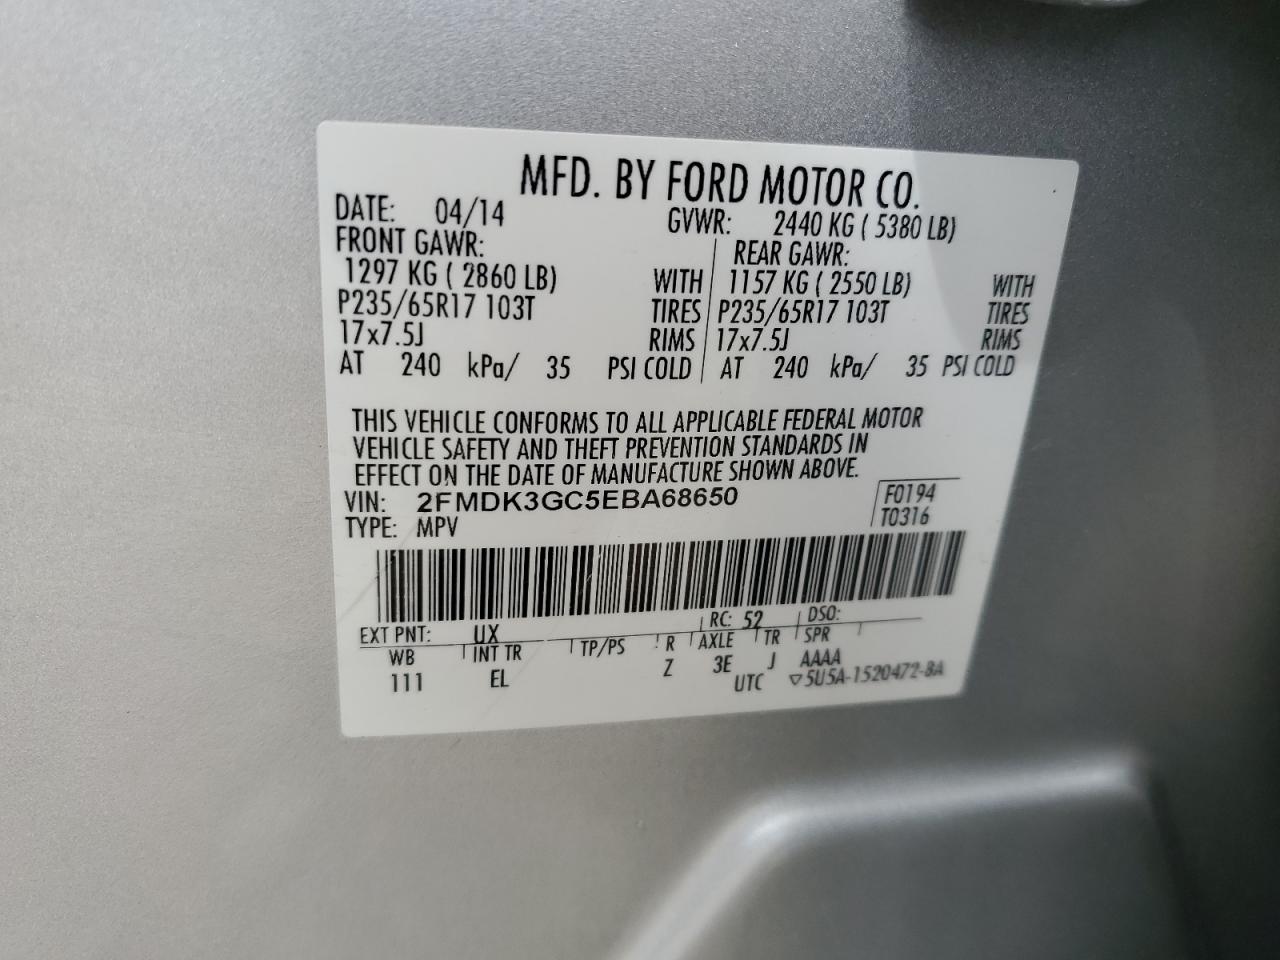 MFD. BY FORD MOTOR CO.
DATE: 04/14 GVWR: 2440 KG ( 5380 LB)
FRONT GAWR: REAR GAWR:
1297 KG ( 2860 LB) WITH 1157 KG ( 2550 LB) WITH
P235/65R17 103T TIRES P235/65R17 103T TIRES
17x7.5J RIMS 17x7.5J RIMS
AT 240 kPa/ 35 PSI COLD AT 240 kPa/ 35 PSI COLD
THIS VEHICLE CONFORMS TO ALL APPLICABLE FEDERAL MOTOR
VEHICLE SAFETY AND THEFT PREVENTION STANDARDS IN
EFFECT ON THE DATE OF MANUFACTURE SHOWN ABOVE.
VIN: 2FMDK3GC5EBA68650 F0194
TYPE: MPV T0316
EXT PNT: UX RC: 52 DSO:
WB INT TR TP/PS R AXLE TR SPR
111 EL Z 3E J AAAA
UTC ▽5U5A-1520472-BA